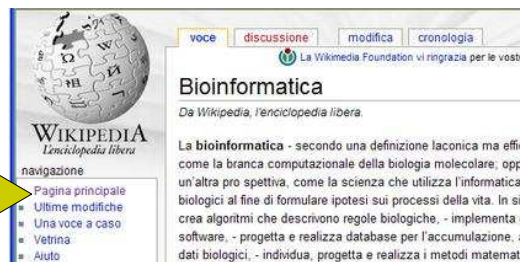 voce discussione modifica cronologia
La Wikimedia Foundation vi ringrazia per le vost
Bioinformatica
Da Wikipedia, l'enciclopedia libera.
WIKIPEDIA
L'enciclopedia libera
navigazione
Pagina principale
Ultime modifiche
Una voce a caso
Vetrina
Aiuto
La bioinformatica - secondo una definizione laconica ma effi
come la branca computazionale della biologia molecolare; opp
un'altra pro spettiva, come la scienza che utilizza l'informatica
biologici al fine di formulare ipotesi sui processi della vita. In si
crea algoritmi che descrivono regole biologiche, - implementa
software, - progetta e realizza database per l'accumulazione, a
dati biologici, - individua, progetta e realizza i metodi matemat